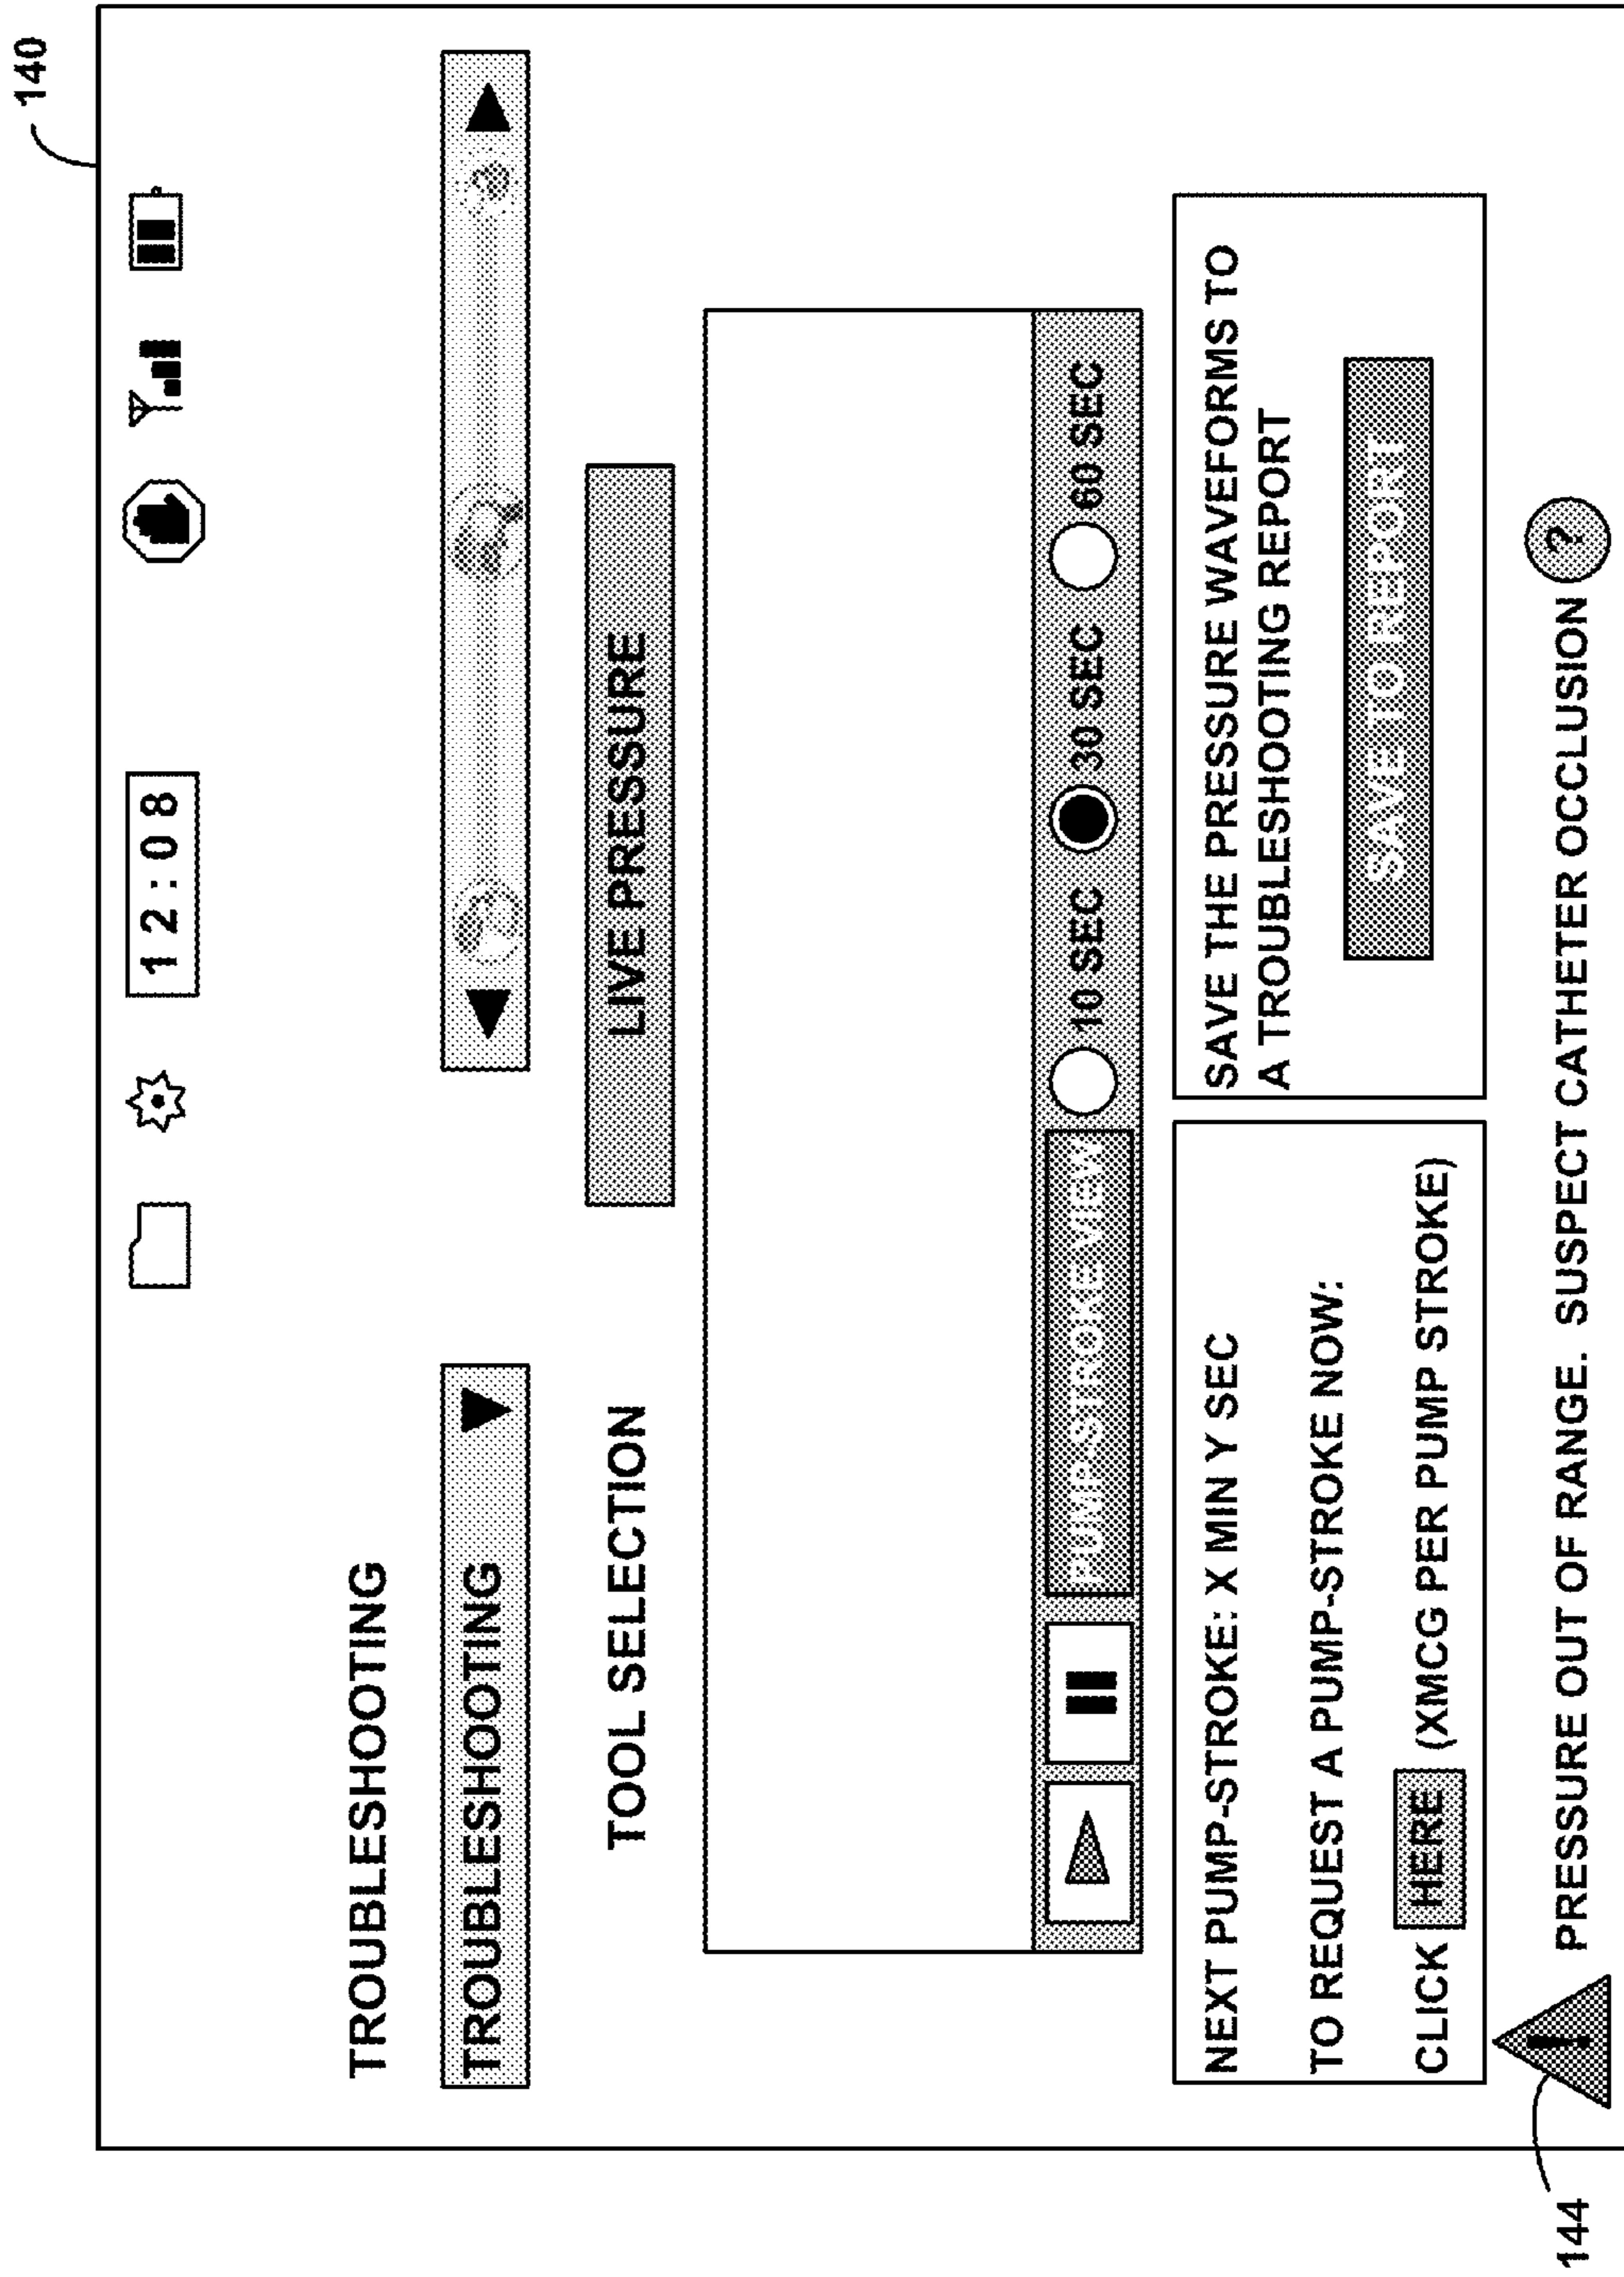 140
12:08
TROUBLESHOOTING
TROUBLESHOOTING
TOOL SELECTION
LIVE PRESSURE
PUMP-STROKE VIEW
10 SEC
30 SEC
60 SEC
NEXT PUMP-STROKE: X MIN Y SEC
TO REQUEST A PUMP-STROKE NOW:
CLICK HERE (XMCG PER PUMP STROKE)
SAVE THE PRESSURE WAVEFORMS TO
A TROUBLESHOOTING REPORT
SAVE TO REPORT
! PRESSURE OUT OF RANGE. SUSPECT CATHETER OCCLUSION ?
144